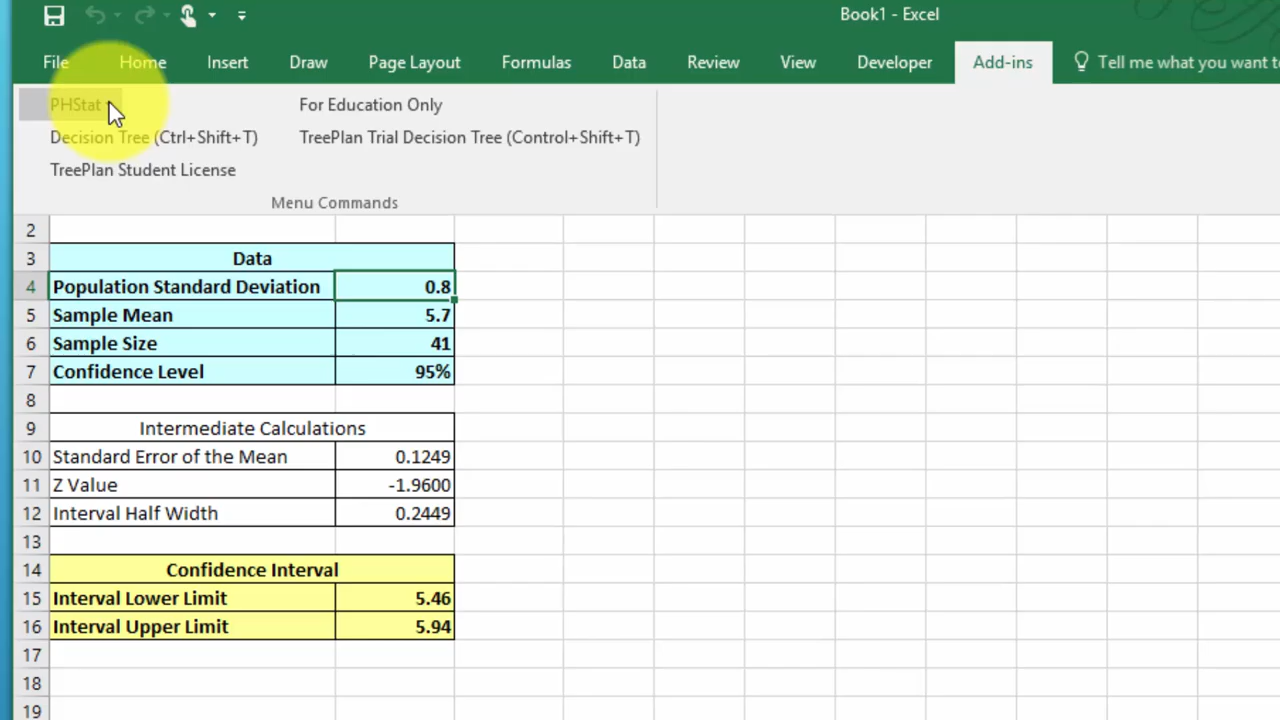 Book1 - Excel
File Home Insert Draw Page Layout Formulas Data Review View Developer Add-ins Tell me what you want
PHStat For Education Only
Decision Tree (Ctrl+Shift+T) TreePlan Trial Decision Tree (Control+Shift+T)
TreePlan Student License
Menu Commands
2
3 Data
4 Population Standard Deviation 0.8
5 Sample Mean 5.7
6 Sample Size 41
7 Confidence Level 95%
8
9 Intermediate Calculations
10 Standard Error of the Mean 0.1249
11 Z Value -1.9600
12 Interval Half Width 0.2449
13
14 Confidence Interval
15 Interval Lower Limit 5.46
16 Interval Upper Limit 5.94
17
18
19